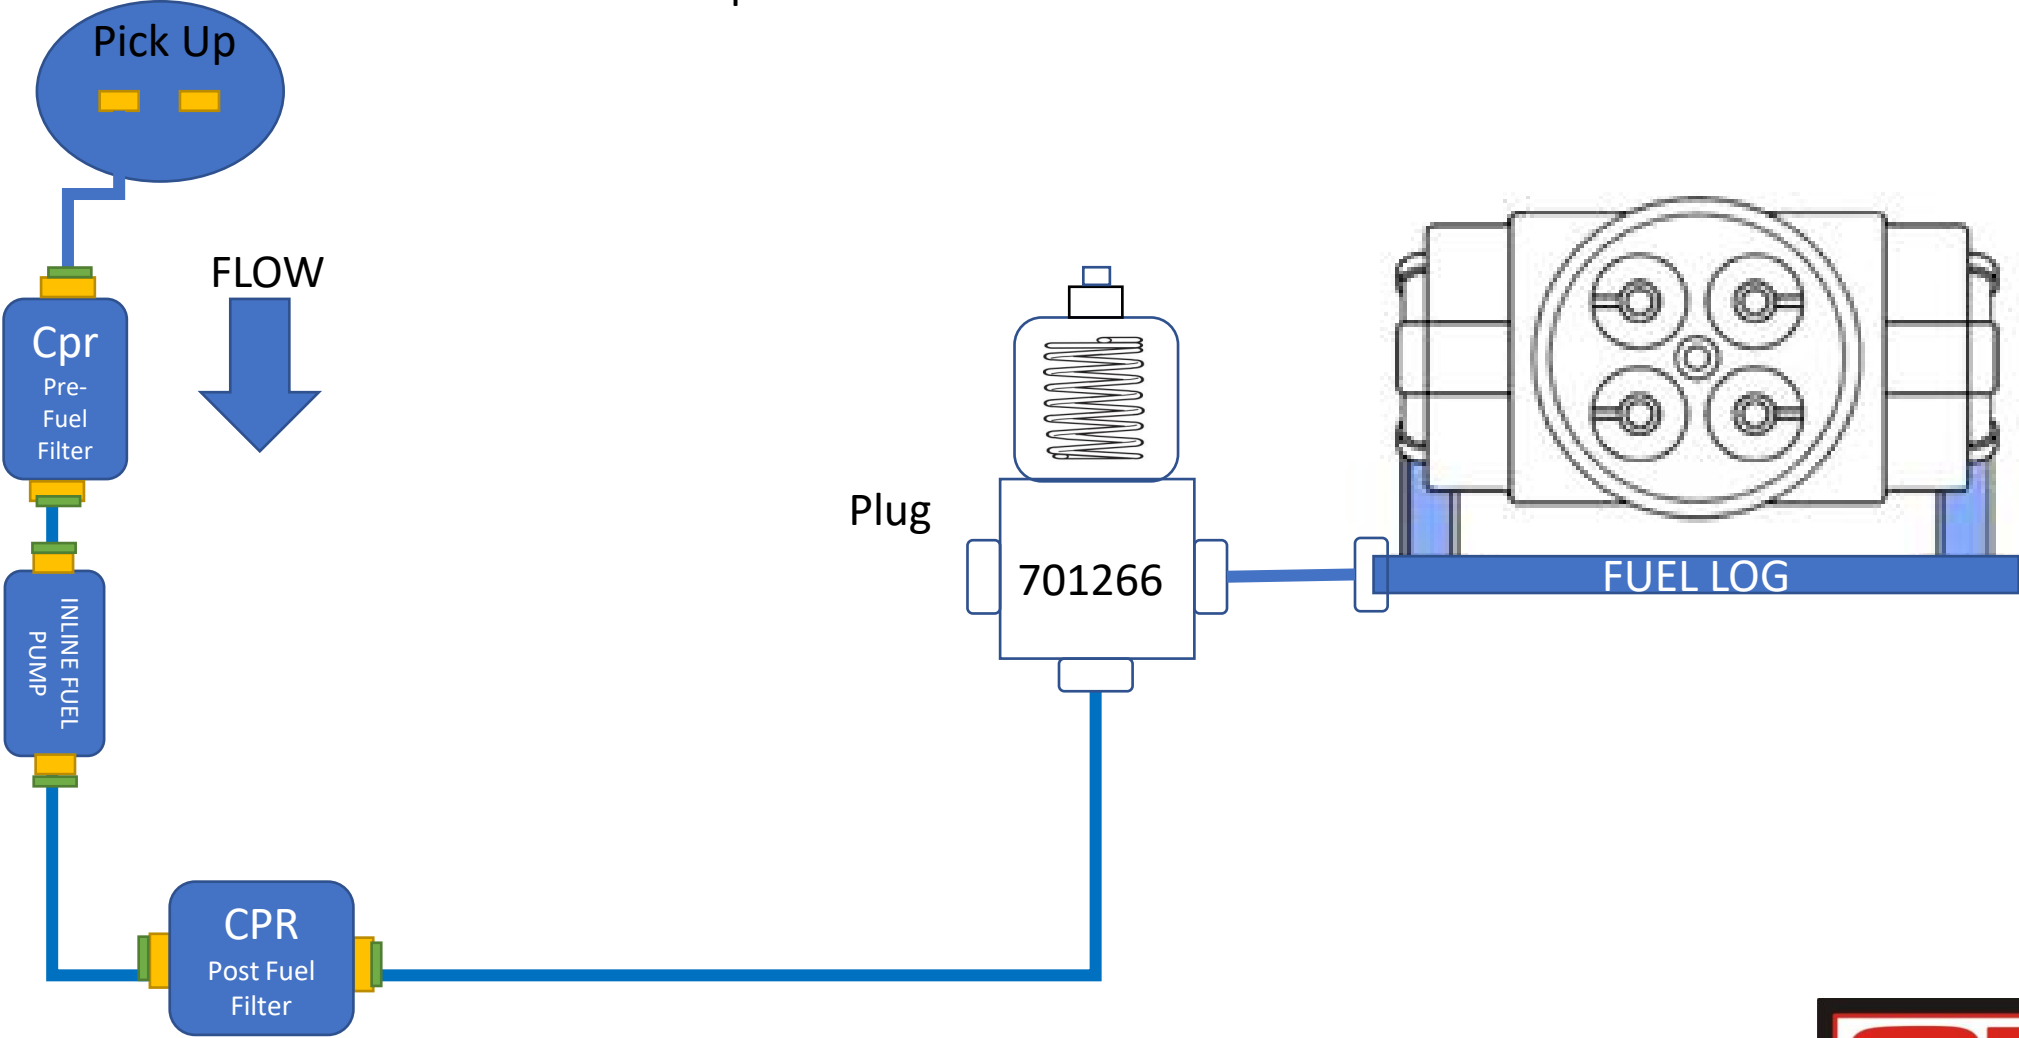 Pick Up
FLOW
Cpr
Pre-
Fuel
Filter
INLINE FUEL
PUMP
CPR
Post Fuel
Filter
Plug
701266
FUEL LOG